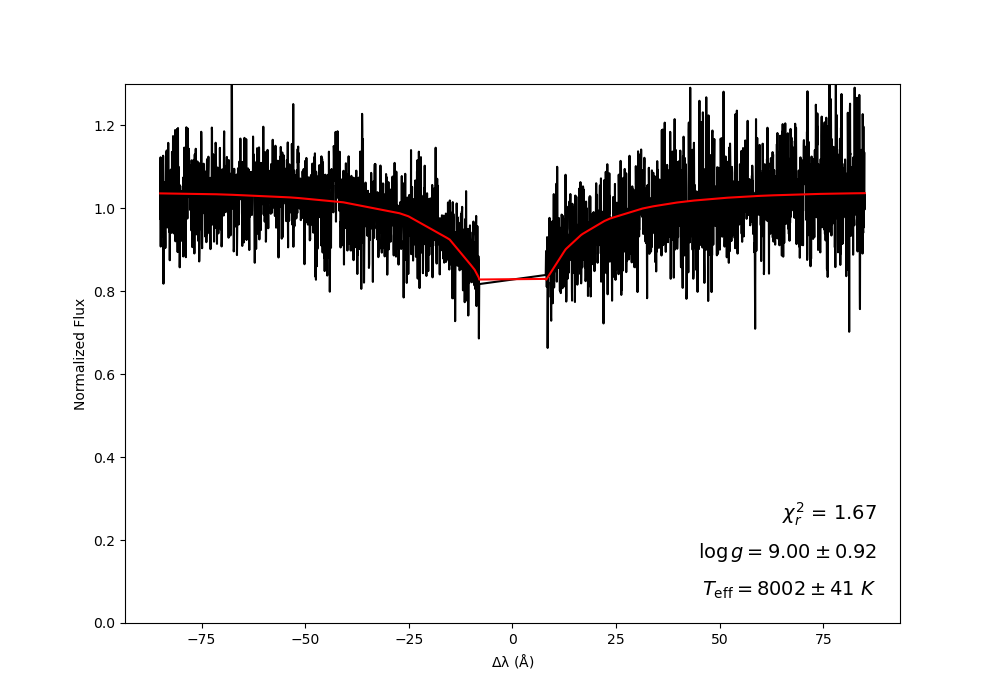 1.2
1.0
0.8
0.6
0.4
0.2
0.0
Normalized Flux
χ²ᵣ = 1.67
log g = 9.00 ± 0.92
T_eff = 8002 ± 41 K
−75 −50 −25 0 25 50 75
Δλ (Å)